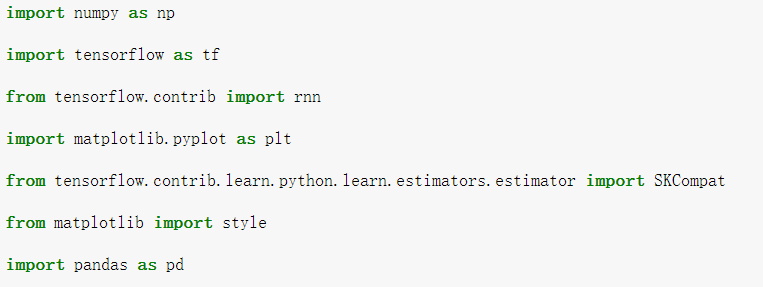 import numpy as np
import tensorflow as tf
from tensorflow.contrib import rnn
import matplotlib.pyplot as plt
from tensorflow.contrib.learn.python.learn.estimators.estimator import SKCompat
from matplotlib import style
import pandas as pd